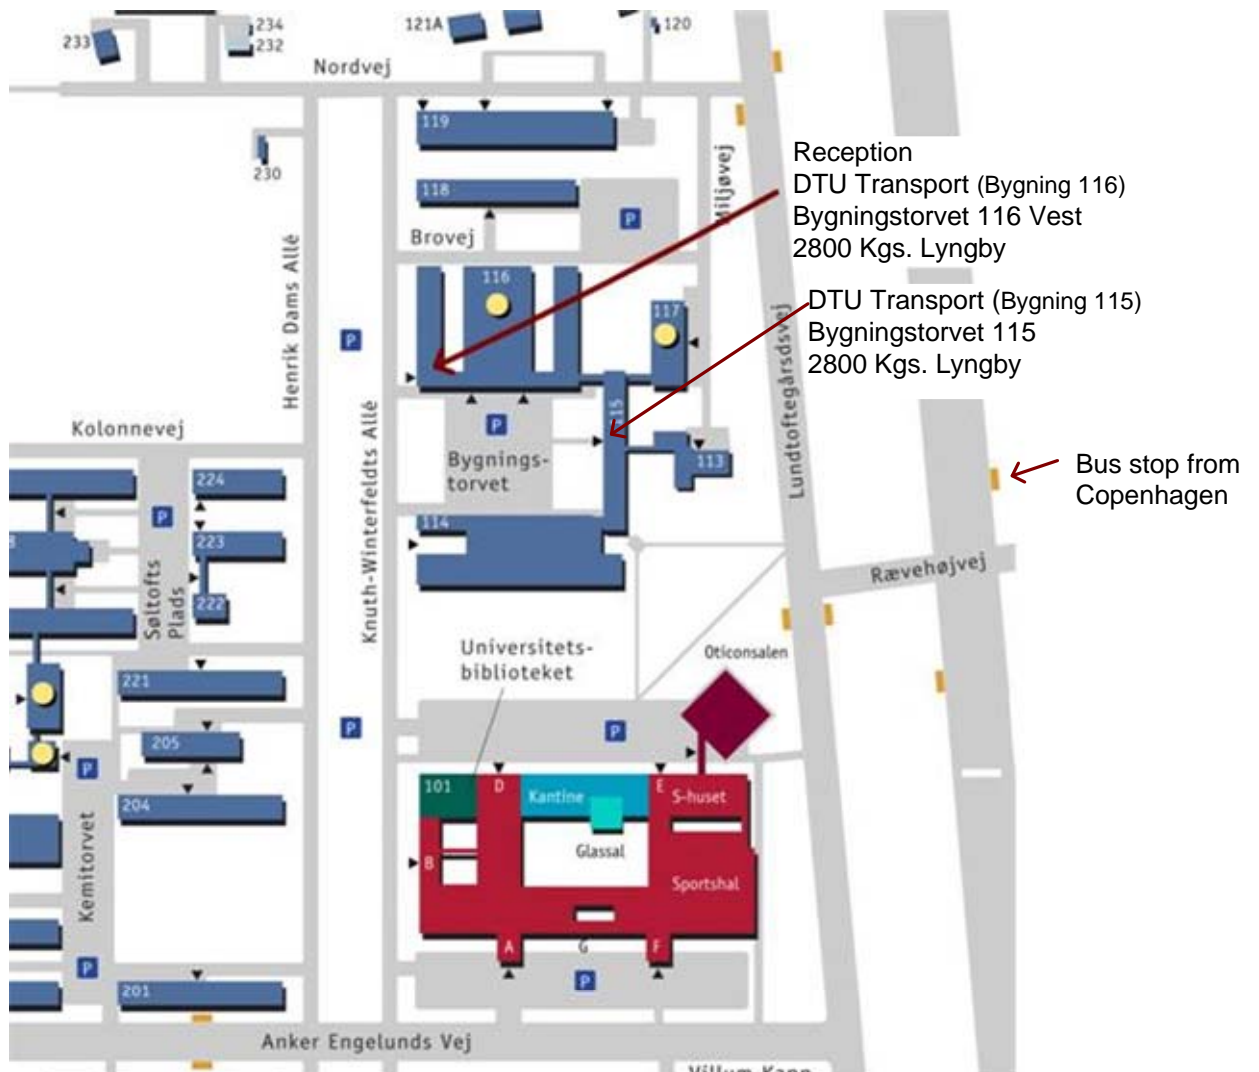 234
233
232
121A
120
Nordvej
119
230
118
P
Miljøvej
Brovej
Reception
DTU Transport (Bygning 116)
Bygningstorvet 116 Vest
2800 Kgs. Lyngby
Henrik Dams Allé
116
117
DTU Transport (Bygning 115)
Bygningstorvet 115
2800 Kgs. Lyngby
P
Lundtoftegårdsvej
Knuth-Winterfeldts Allé
115
P
Kolonnevej
Bygnings-
torvet
113
Bus stop from
Copenhagen
224
P
114
223
Rævehøjvej
Søltofts
Plads
222
Universitets-
biblioteket
Oticonsalen
221
P
P
205
P
101
D
Kantine
E
S-huset
204
Glassal
B
Sportshal
Kemitorvet
A
G
F
P
P
201
Anker Engelunds Vej